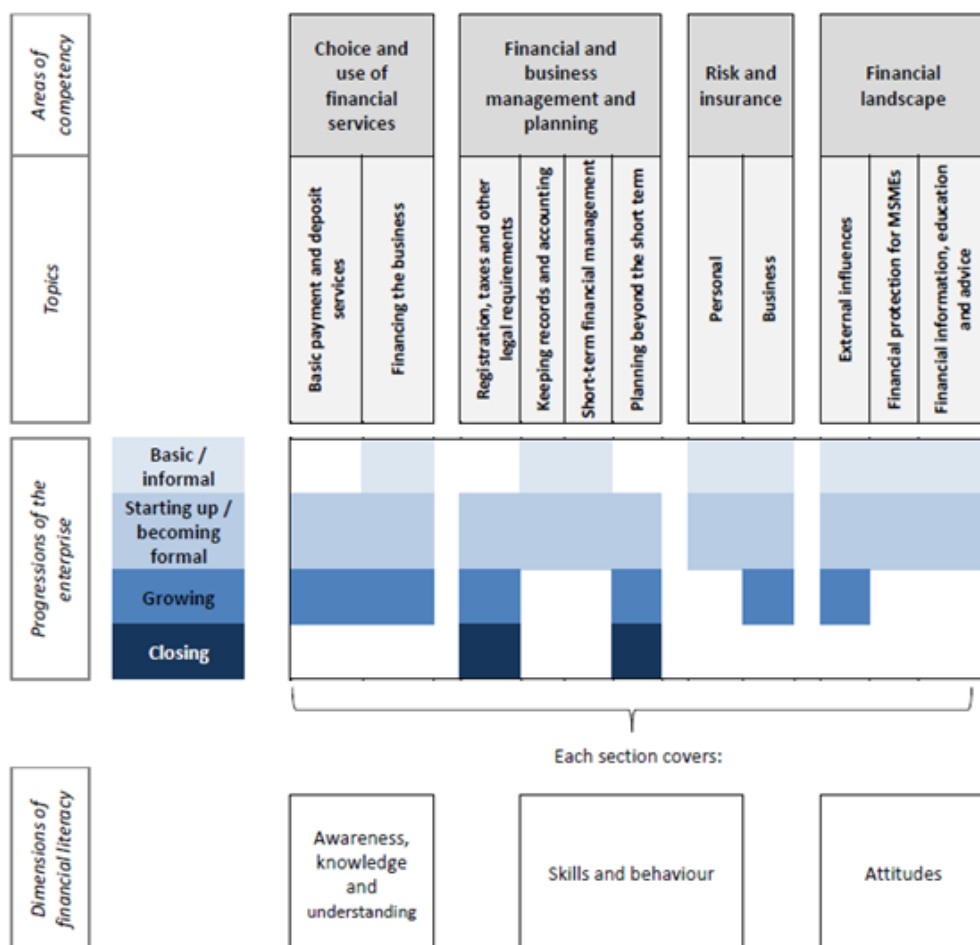 Areas of
competency
Choice and
use of
financial
services
Financial and
business
management and
planning
Risk and
insurance
Financial
landscape
Topics
Basic payment and deposit
services
Financing the business
Registration, taxes and other
legal requirements
Keeping records and accounting
Short-term financial management
Planning beyond the short term
Personal
Business
External influences
Financial protection for MSMEs
Financial information, education
and advice
Progressions of the
enterprise
Basic /
informal
Starting up /
becoming
formal
Growing
Closing
Each section covers:
Dimensions of
financial literacy
Awareness,
knowledge
and
understanding
Skills and behaviour
Attitudes